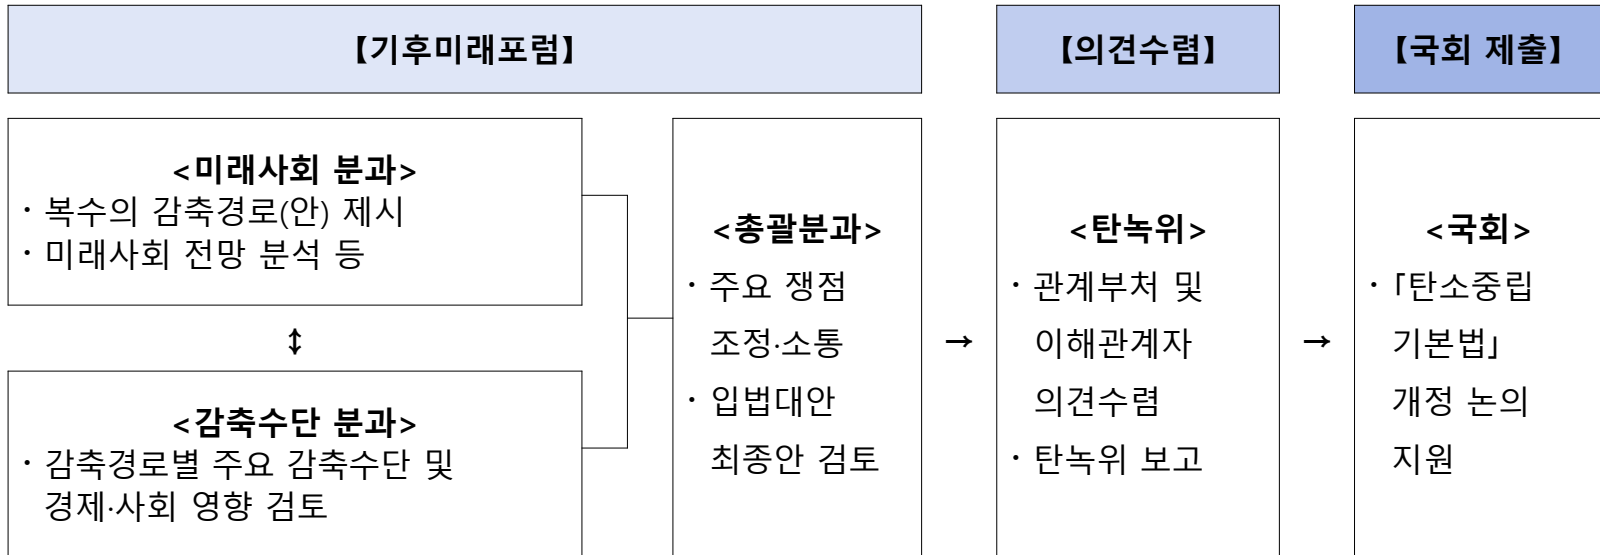 【기후미래포럼】
【의견수렴】
【국회 제출】
<미래사회 분과>
· 복수의 감축경로(안) 제시
· 미래사회 전망 분석 등
↕
<감축수단 분과>
· 감축경로별 주요 감축수단 및
경제·사회 영향 검토
<총괄분과>
· 주요 쟁점
조정·소통
· 입법대안
최종안 검토
→
<탄녹위>
· 관계부처 및
이해관계자
의견수렴
· 탄녹위 보고
→
<국회>
· ｢탄소중립
기본법｣
개정 논의
지원